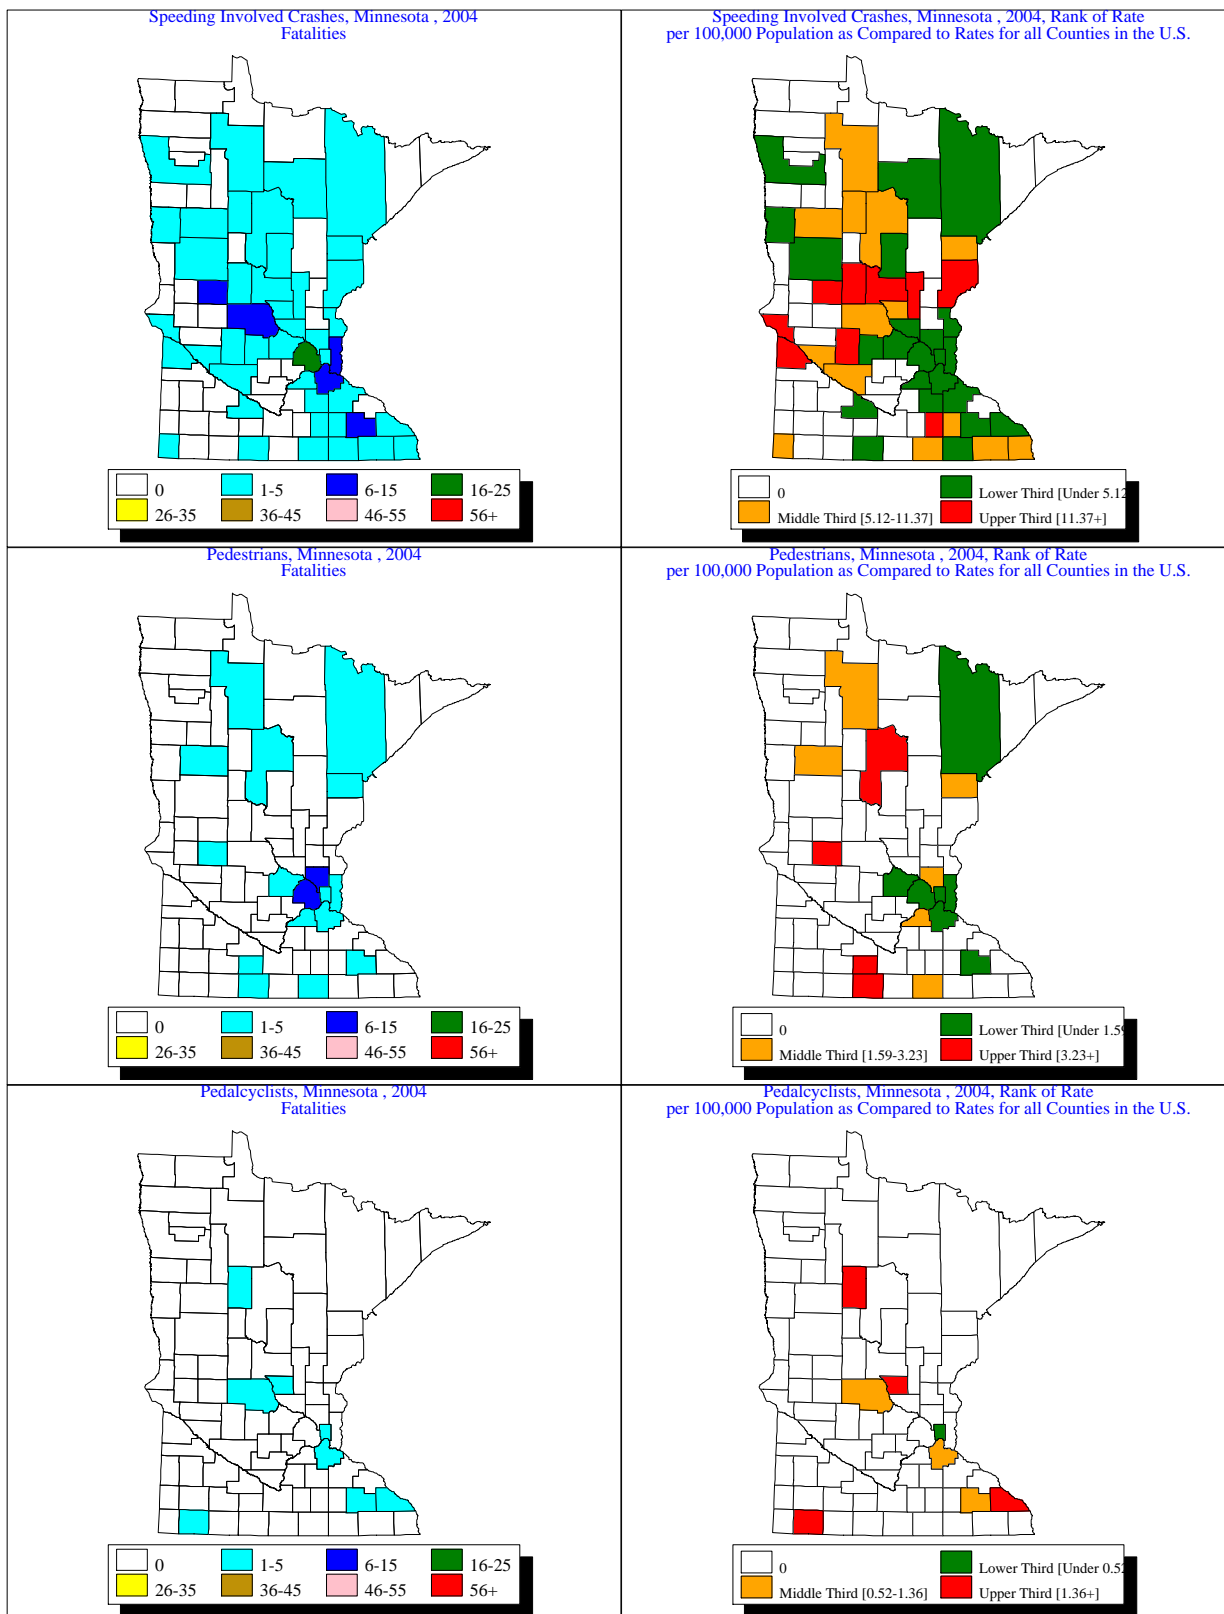 Speeding Involved Crashes, Minnesota , 2004
Fatalities
0
1-5
6-15
16-25
26-35
36-45
46-55
56+
Speeding Involved Crashes, Minnesota , 2004, Rank of Rate
per 100,000 Population as Compared to Rates for all Counties in the U.S.
0
Lower Third [Under 5.12
Middle Third [5.12-11.37]
Upper Third [11.37+]
Pedestrians, Minnesota , 2004
Fatalities
0
1-5
6-15
16-25
26-35
36-45
46-55
56+
Pedestrians, Minnesota , 2004, Rank of Rate
per 100,000 Population as Compared to Rates for all Counties in the U.S.
0
Lower Third [Under 1.59
Middle Third [1.59-3.23]
Upper Third [3.23+]
Pedalcyclists, Minnesota , 2004
Fatalities
0
1-5
6-15
16-25
26-35
36-45
46-55
56+
Pedalcyclists, Minnesota , 2004, Rank of Rate
per 100,000 Population as Compared to Rates for all Counties in the U.S.
0
Lower Third [Under 0.52
Middle Third [0.52-1.36]
Upper Third [1.36+]